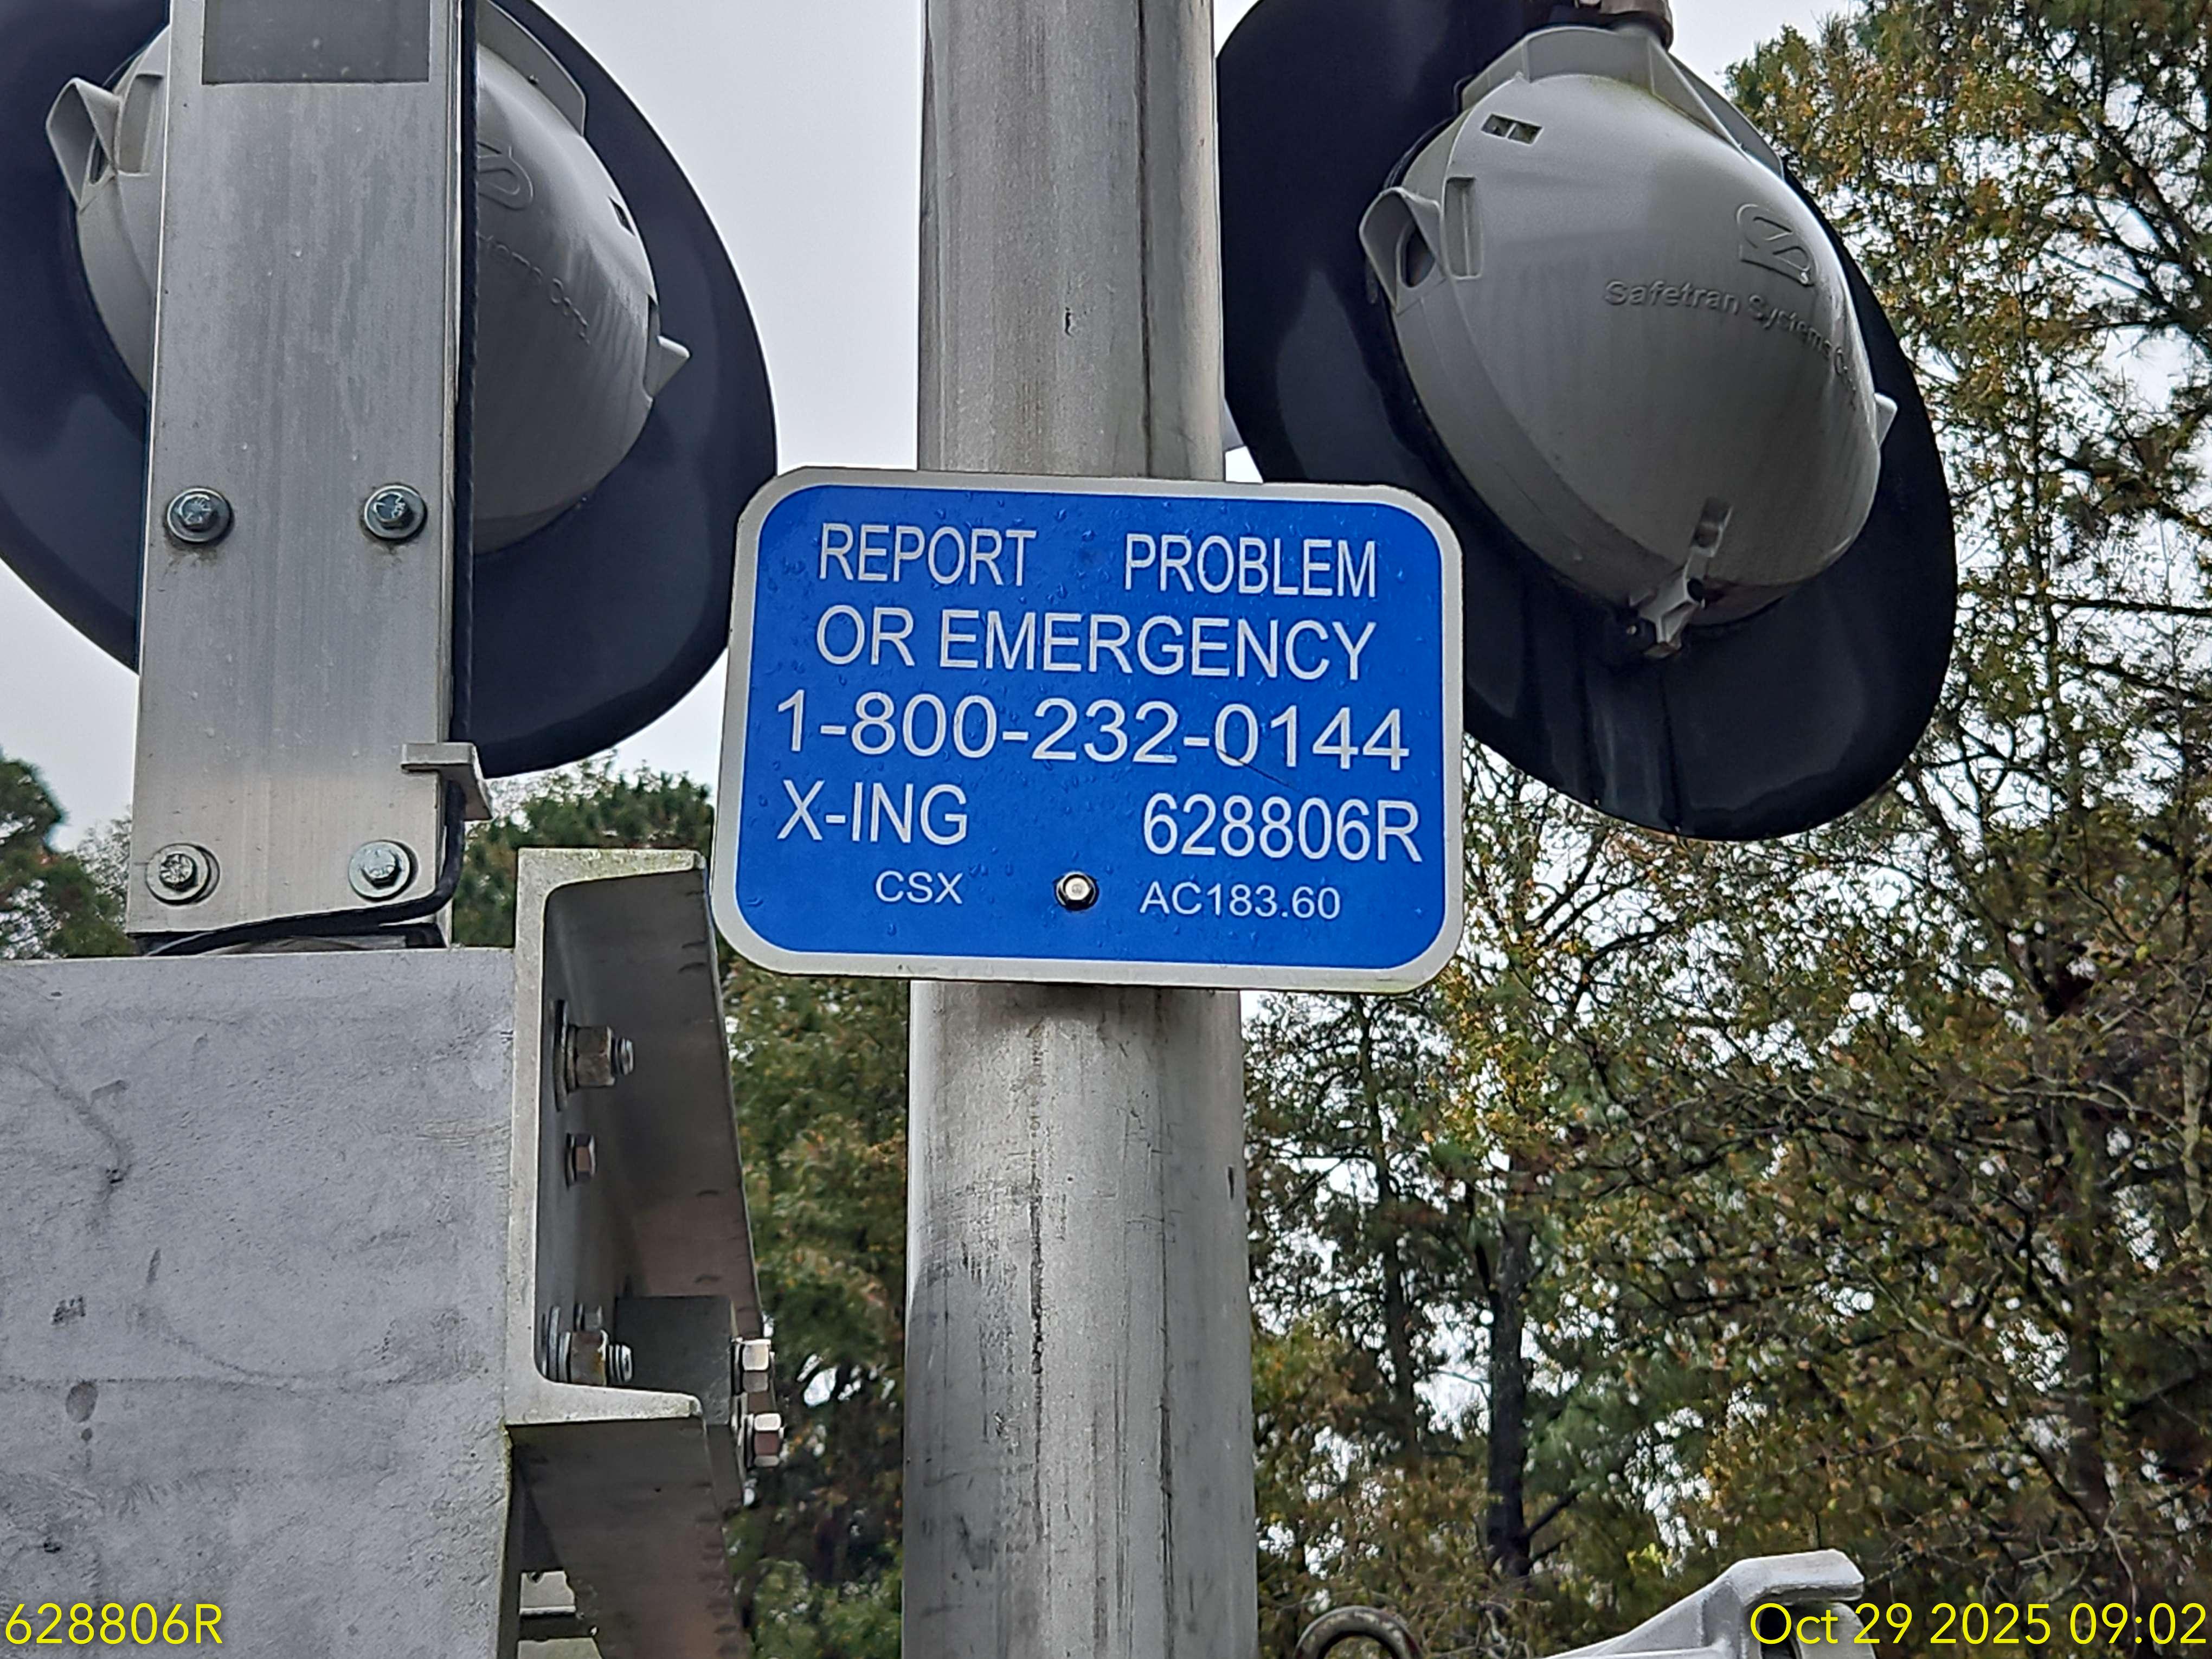 Safetran Systems
REPORT PROBLEM
OR EMERGENCY
1-800-232-0144
X-ING 628806R
CSX AC183.60
628806R
Oct 29 2025 09:02